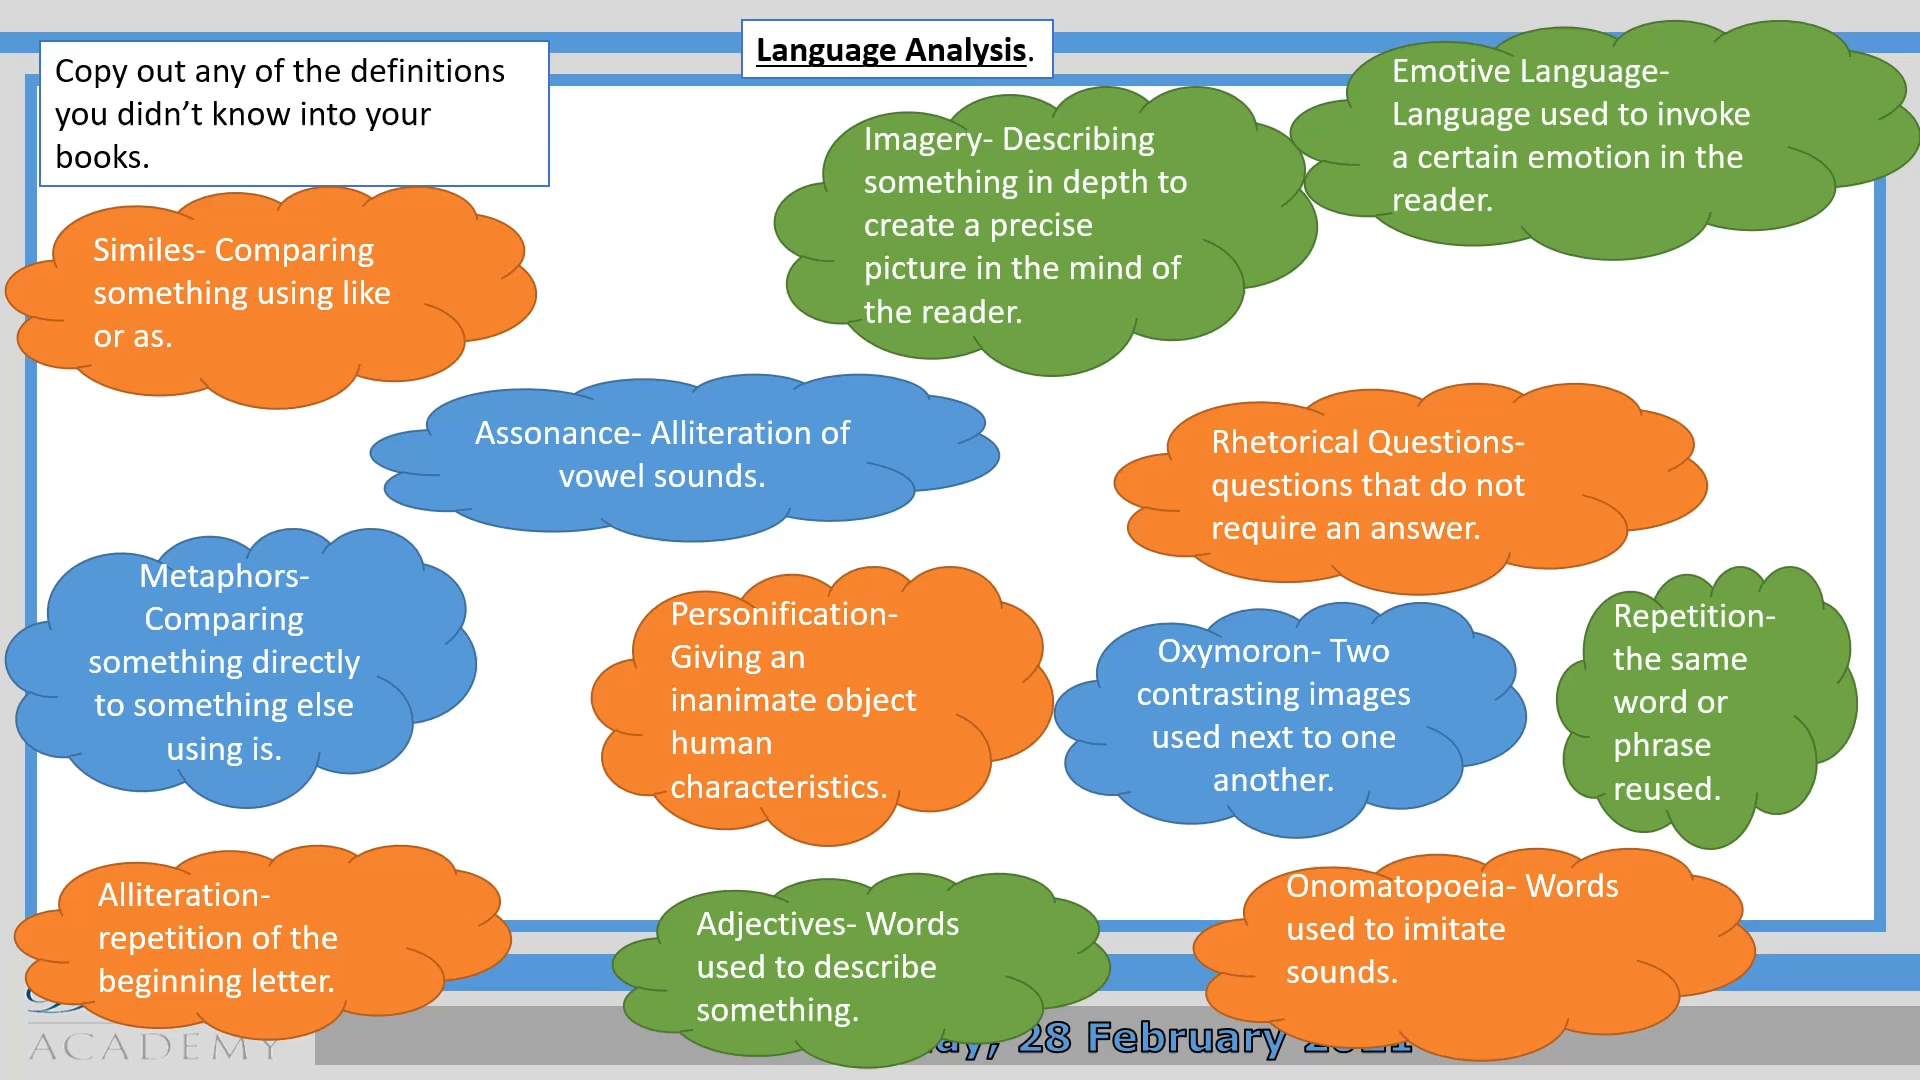 Language Analysis.
Copy out any of the definitions
you didn’t know into your
books.
Emotive Language-
Language used to invoke
a certain emotion in the
reader.
Imagery- Describing
something in depth to
create a precise
picture in the mind of
the reader.
Similes- Comparing
something using like
or as.
Assonance- Alliteration of
vowel sounds.
Rhetorical Questions-
questions that do not
require an answer.
Metaphors-
Comparing
something directly
to something else
using is.
Personification-
Giving an
inanimate object
human
characteristics.
Oxymoron- Two
contrasting images
used next to one
another.
Repetition-
the same
word or
phrase
reused.
Alliteration-
repetition of the
beginning letter.
Adjectives- Words
used to describe
something.
Onomatopoeia- Words
used to imitate
sounds.
ACADEMY
28 February